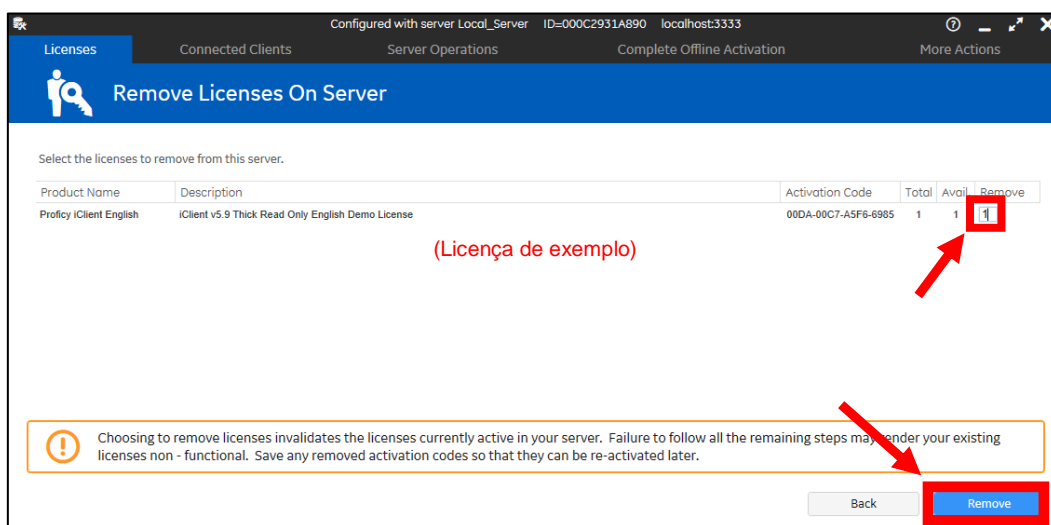 Configured with server Local_Server ID=000C2931A890 localhost:3333
Licenses Connected Clients Server Operations Complete Offline Activation More Actions
Remove Licenses On Server
Select the licenses to remove from this server.
Product Name Description Activation Code Total Avail Remove
Proficy iClient English iClient v5.9 Thick Read Only English Demo License 00DA-00C7-A5F6-6985 1 1 1
(Licença de exemplo)
Choosing to remove licenses invalidates the licenses currently active in your server. Failure to follow all the remaining steps may render your existing
licenses non - functional. Save any removed activation codes so that they can be re-activated later.
Back Remove